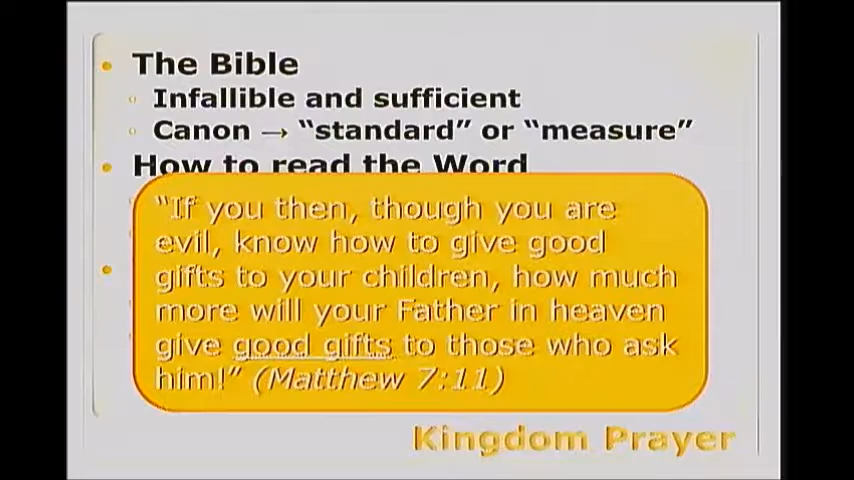 The Bible
Infallible and sufficient
Canon → “standard” or “measure”
How to read the Word
“If you then, though you are
evil, know how to give good
gifts to your children, how much
more will your Father in heaven
give good gifts to those who ask
him!” (Matthew 7:11)
Kingdom Prayer